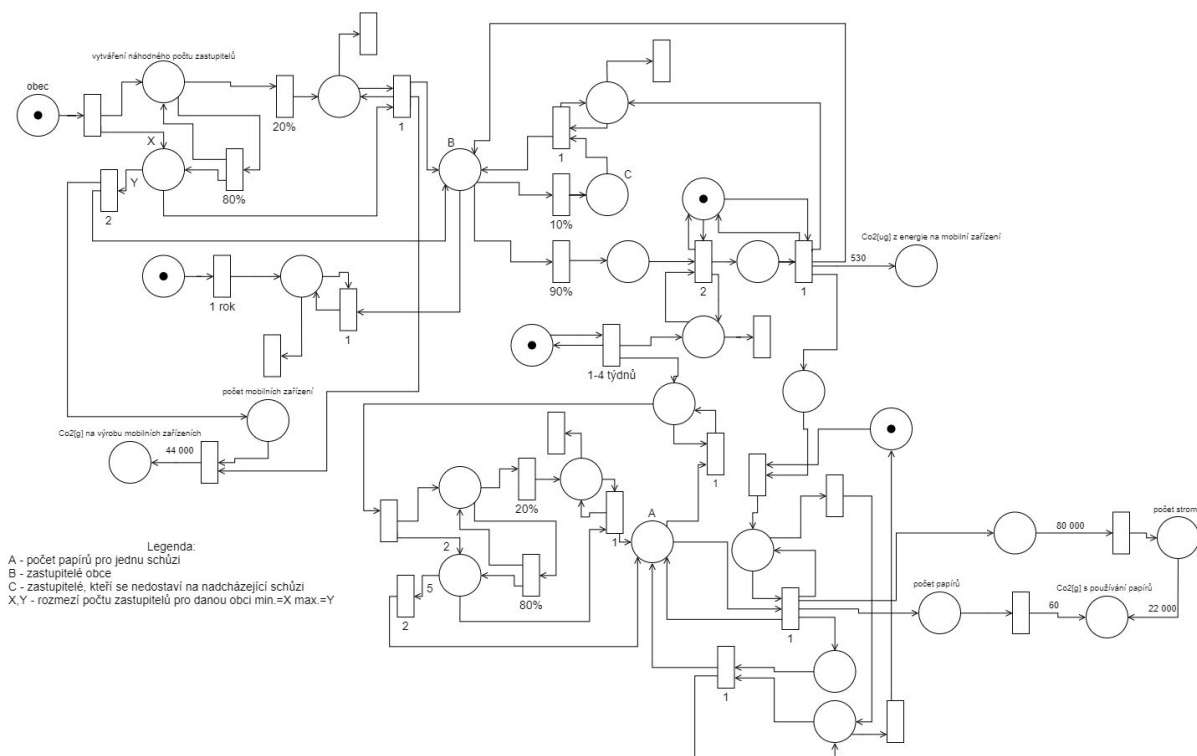 vytváření náhodného počtu zastupitelů
obec
20%
1
X
Y
2
80%
B
1
C
10%
90%
2
1
530
Co2[ug] z energie na mobilní zařízení
1 rok
1
1-4 týdnů
počet mobilních zařízení
Co2[g] na výrobu mobilních zařízeních
44 000
1
20%
A
1
2
5
80%
2
80 000
počet strom
počet papírů
60
Co2[g] s používání papírů
22 000
1
1
Legenda:
A - počet papírů pro jednu schůzi
B - zastupitelé obce
C - zastupitelé, kteří se nedostaví na nadcházející schůzi
X,Y - rozmezí počtu zastupitelů pro danou obci min.=X max.=Y